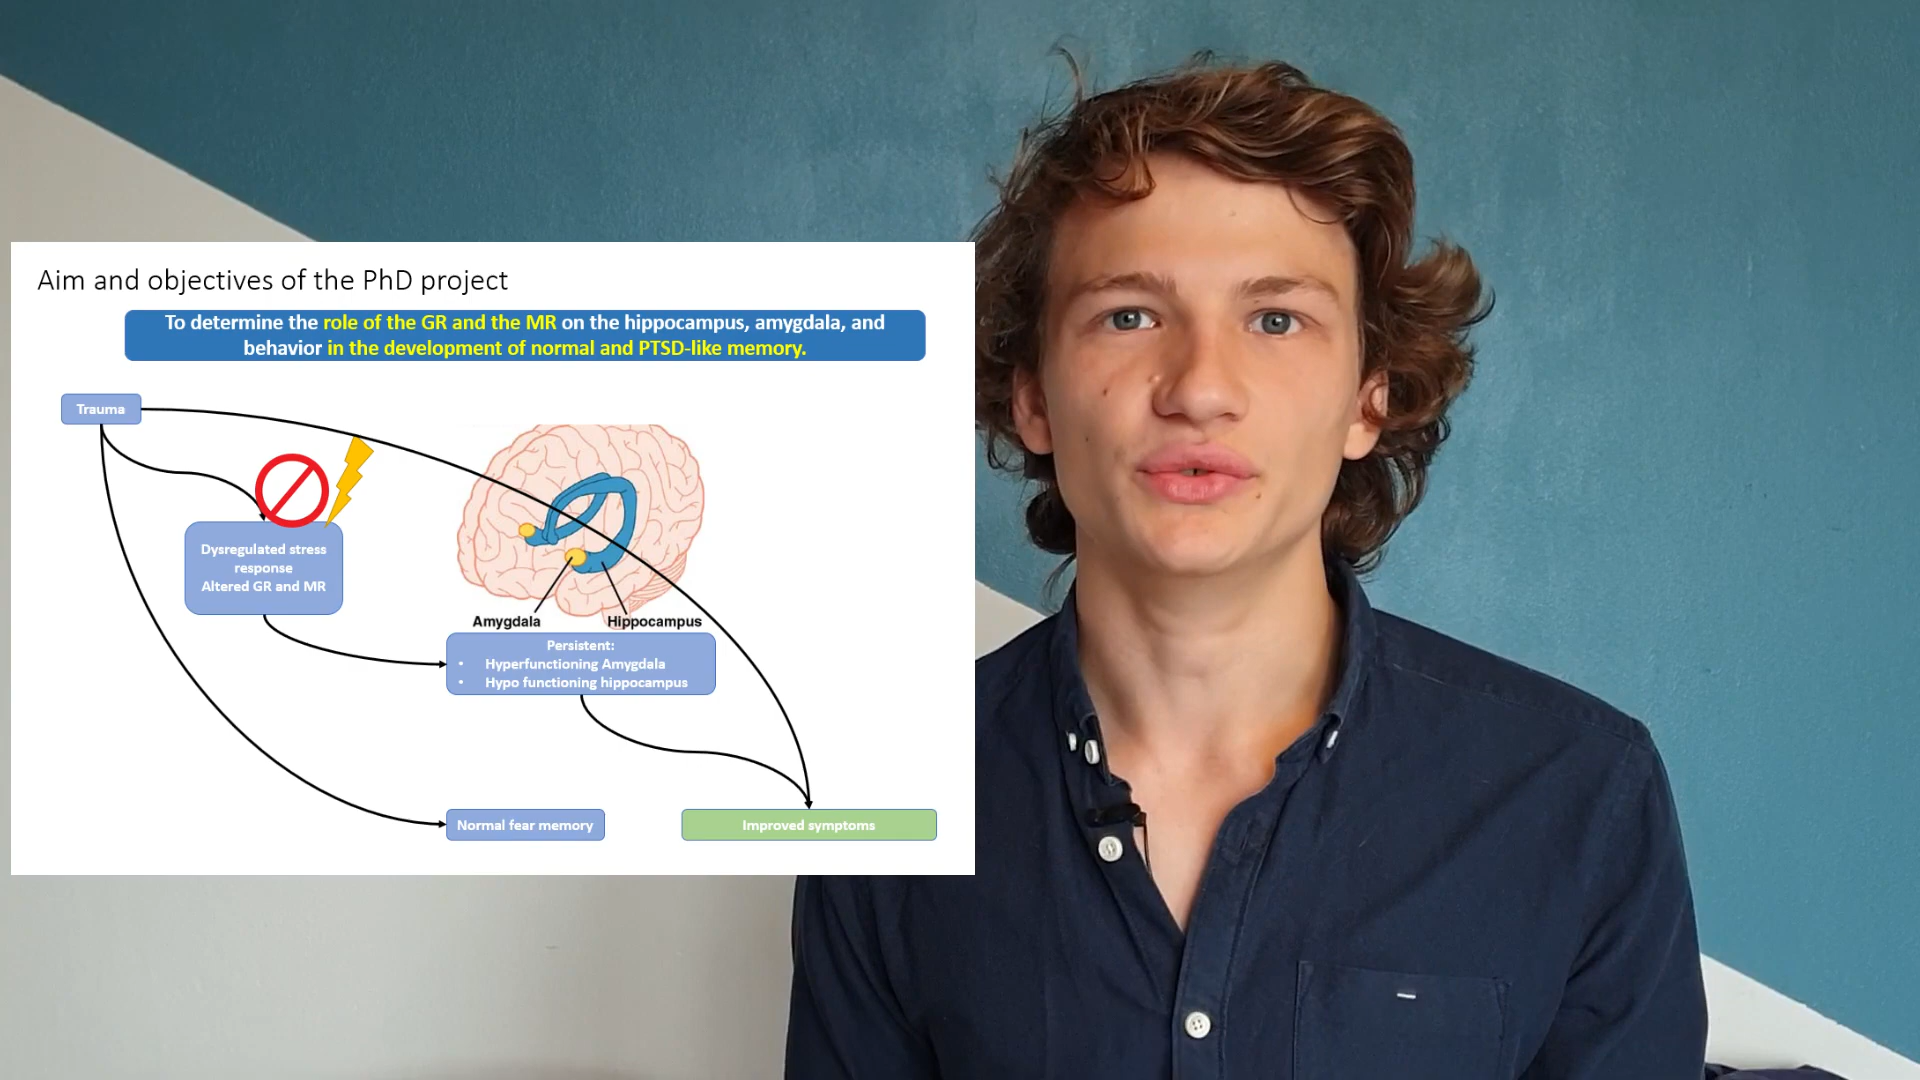 Aim and objectives of the PhD project
To determine the role of the GR and the MR on the hippocampus, amygdala, and
behavior in the development of normal and PTSD-like memory.
Trauma
Dysregulated stress
response
Altered GR and MR
Amygdala
Hippocampus
Persistent:
• Hyperfunctioning Amygdala
• Hypo functioning hippocampus
Normal fear memory
Improved symptoms